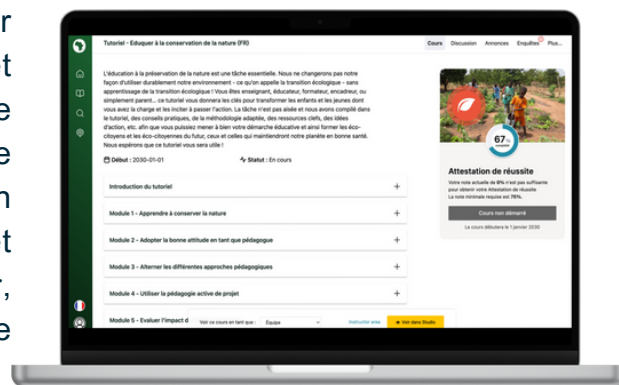 r
et
e
e
n
et
r,
e
Tutoriel - Eduquer à la conservation de la nature (FR)
Cours Discussion Annonces Enquêtes Plus...
L'éducation à la préservation de la nature est une tâche essentielle. Nous ne changerons pas notre
façon d'utiliser durablement notre environnement - ce qu'on appelle la transition écologique - sans
apprentissage de la transition écologique ! Vous êtes enseignant, éducateur, formateur, encadreur, ou
simplement parent... ce tutoriel vous donnera les clés pour transformer les enfants et les jeunes dont
vous avez la charge et les inciter à passer l'action. La tâche n'est pas aisée et nous avons compilé dans
le tutoriel, des conseils pratiques, de la méthodologie adaptée, des ressources clefs, des idées
d'action, etc. afin que vous puissiez mener à bien votre démarche éducative et ainsi former les éco-
citoyens et les éco-citoyennes du futur, ceux et celles qui maintiendront notre planète en bonne santé.
Nous espérons que ce tutoriel vous sera utile !
Début : 2030-01-01
Statut : En cours
Introduction du tutoriel +
Module 1 - Apprendre à conserver la nature +
Module 2 - Adopter la bonne attitude en tant que pédagogue +
Module 3 - Alterner les différentes approches pédagogiques +
Module 4 - Utiliser la pédagogie active de projet +
Module 5 - Evaluer l'impact d
Voir ce cours en tant que : Équipe
Instructor area
Voir dans Studio
67 %
Attestation de réussite
Votre note actuelle de 0% n'est pas suffisante
pour obtenir votre Attestation de réussite
La note minimale requise est 75%.
Cours non démarré
Le cours débutera le 1 janvier 2030